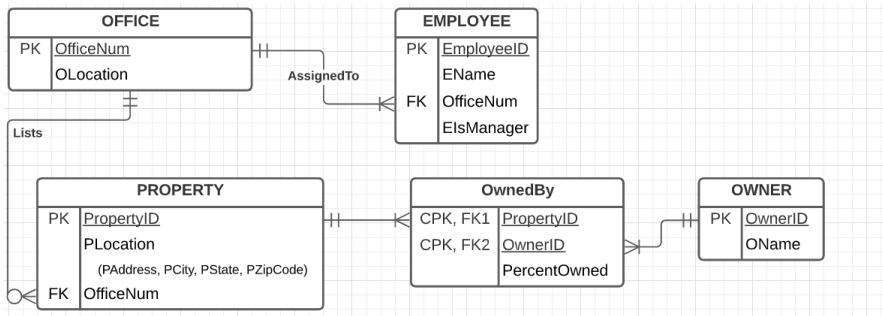 OFFICE
PK OfficeNum
OLocation
AssignedTo
EMPLOYEE
PK EmployeeID
EName
FK OfficeNum
EIsManager
Lists
PROPERTY
PK PropertyID
PLocation
(PAddress, PCity, PState, PZipCode)
FK OfficeNum
OwnedBy
CPK, FK1 PropertyID
CPK, FK2 OwnerID
PercentOwned
OWNER
PK OwnerID
OName